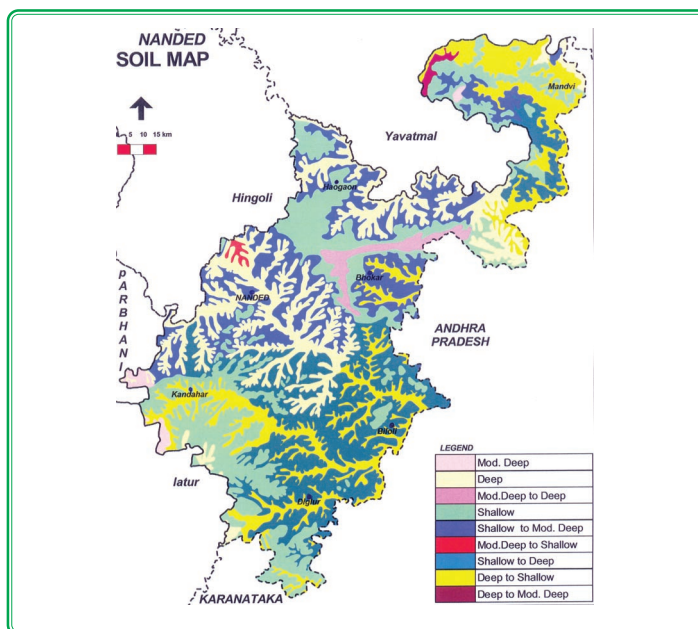 NANDED
SOIL MAP
5 10 15 km
Mandvi
Yavatmal
Haogaon
Hingoli
Bhokar
NANDED
PARBHANI
ANDHRA
PRADESH
Kandahar
Biloli
latur
Diglur
KARANATAKA
LEGEND
Mod. Deep
Deep
Mod.Deep to Deep
Shallow
Shallow to Mod. Deep
Mod.Deep to Shallow
Shallow to Deep
Deep to Shallow
Deep to Mod. Deep